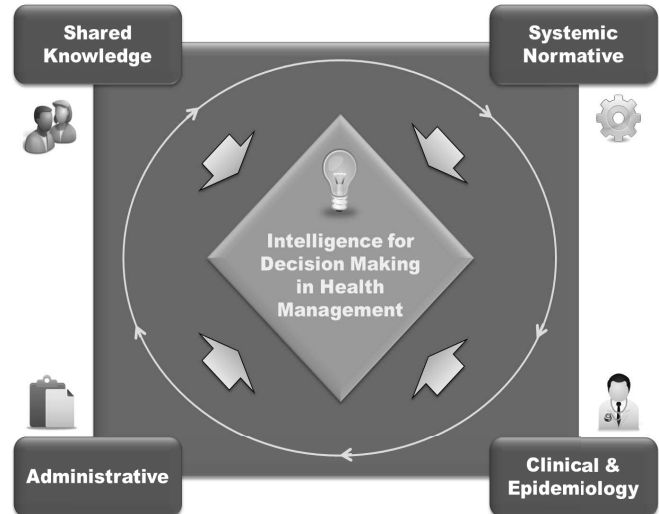 Shared
Knowledge
Systemic
Normative
Intelligence for
Decision Making
in Health
Management
Administrative
Clinical &
Epidemiology